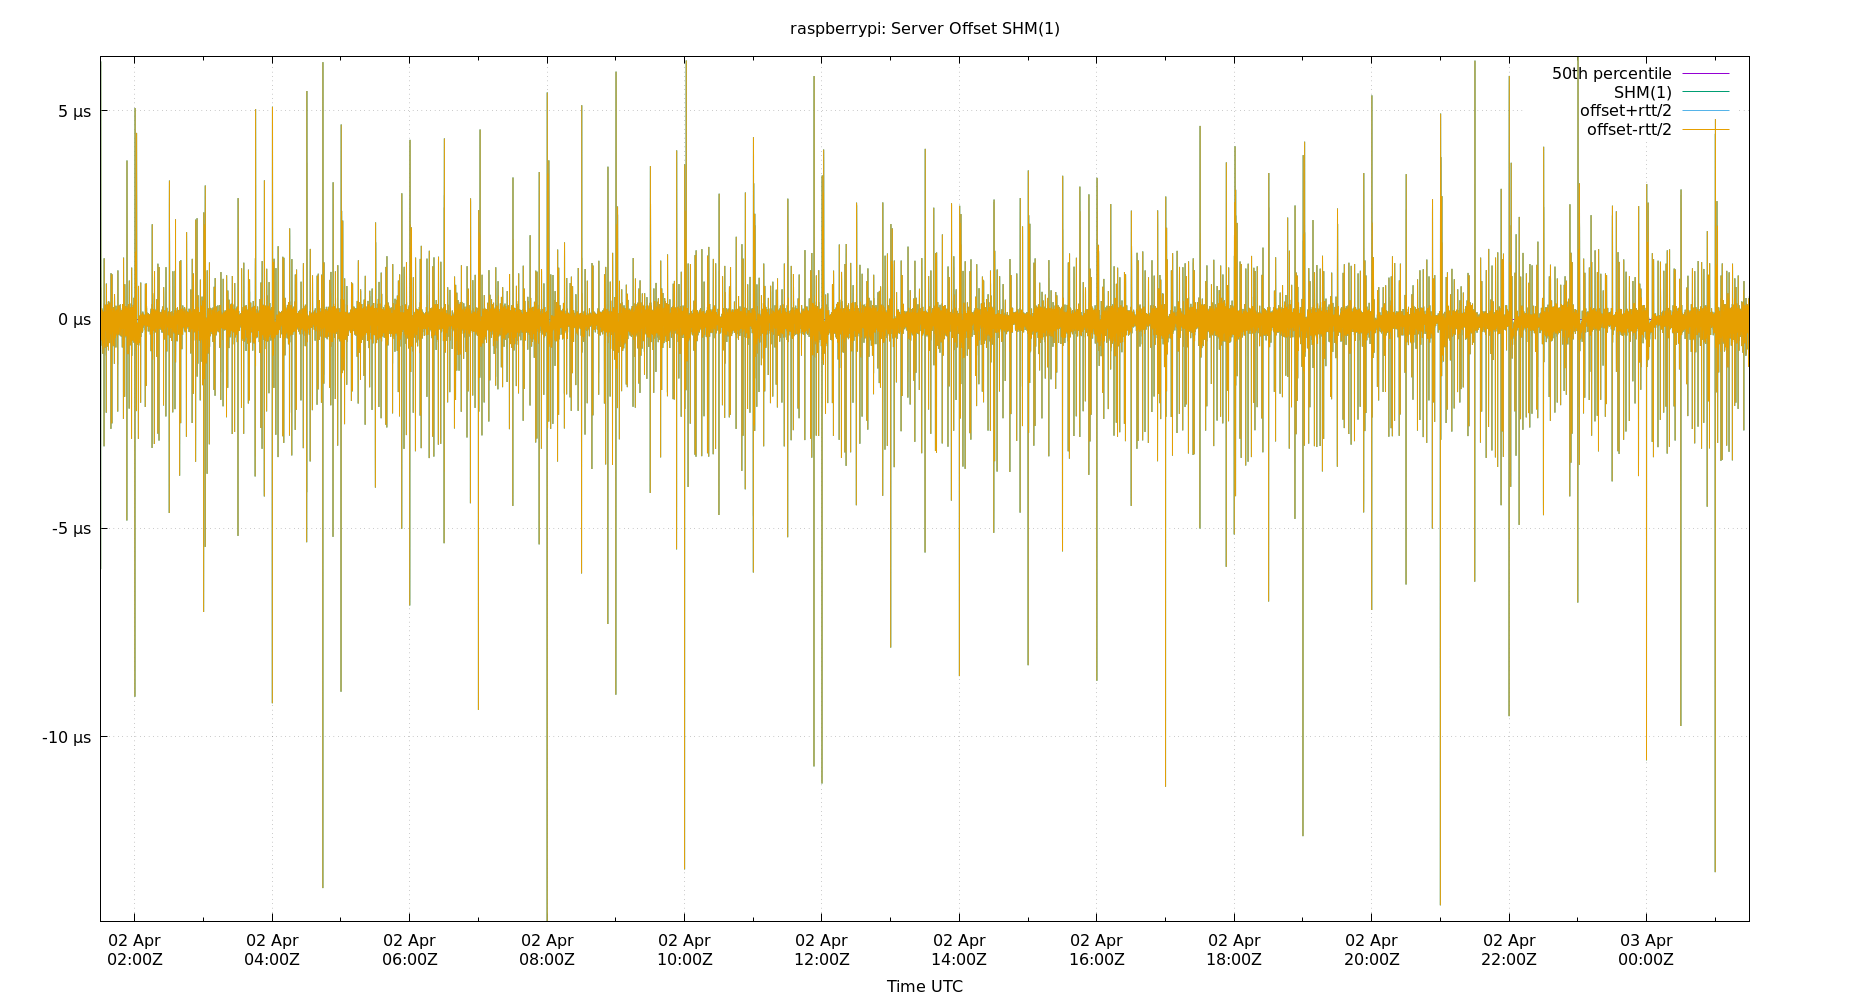 raspberrypi: Server Offset SHM(1)
50th percentile
SHM(1)
offset+rtt/2
offset-rtt/2
5 µs
0 µs
-5 µs
-10 µs
02 Apr 02 Apr 02 Apr 02 Apr 02 Apr 02 Apr 02 Apr 02 Apr 02 Apr 02 Apr 02 Apr 03 Apr
02:00Z 04:00Z 06:00Z 08:00Z 10:00Z 12:00Z 14:00Z 16:00Z 18:00Z 20:00Z 22:00Z 00:00Z
Time UTC